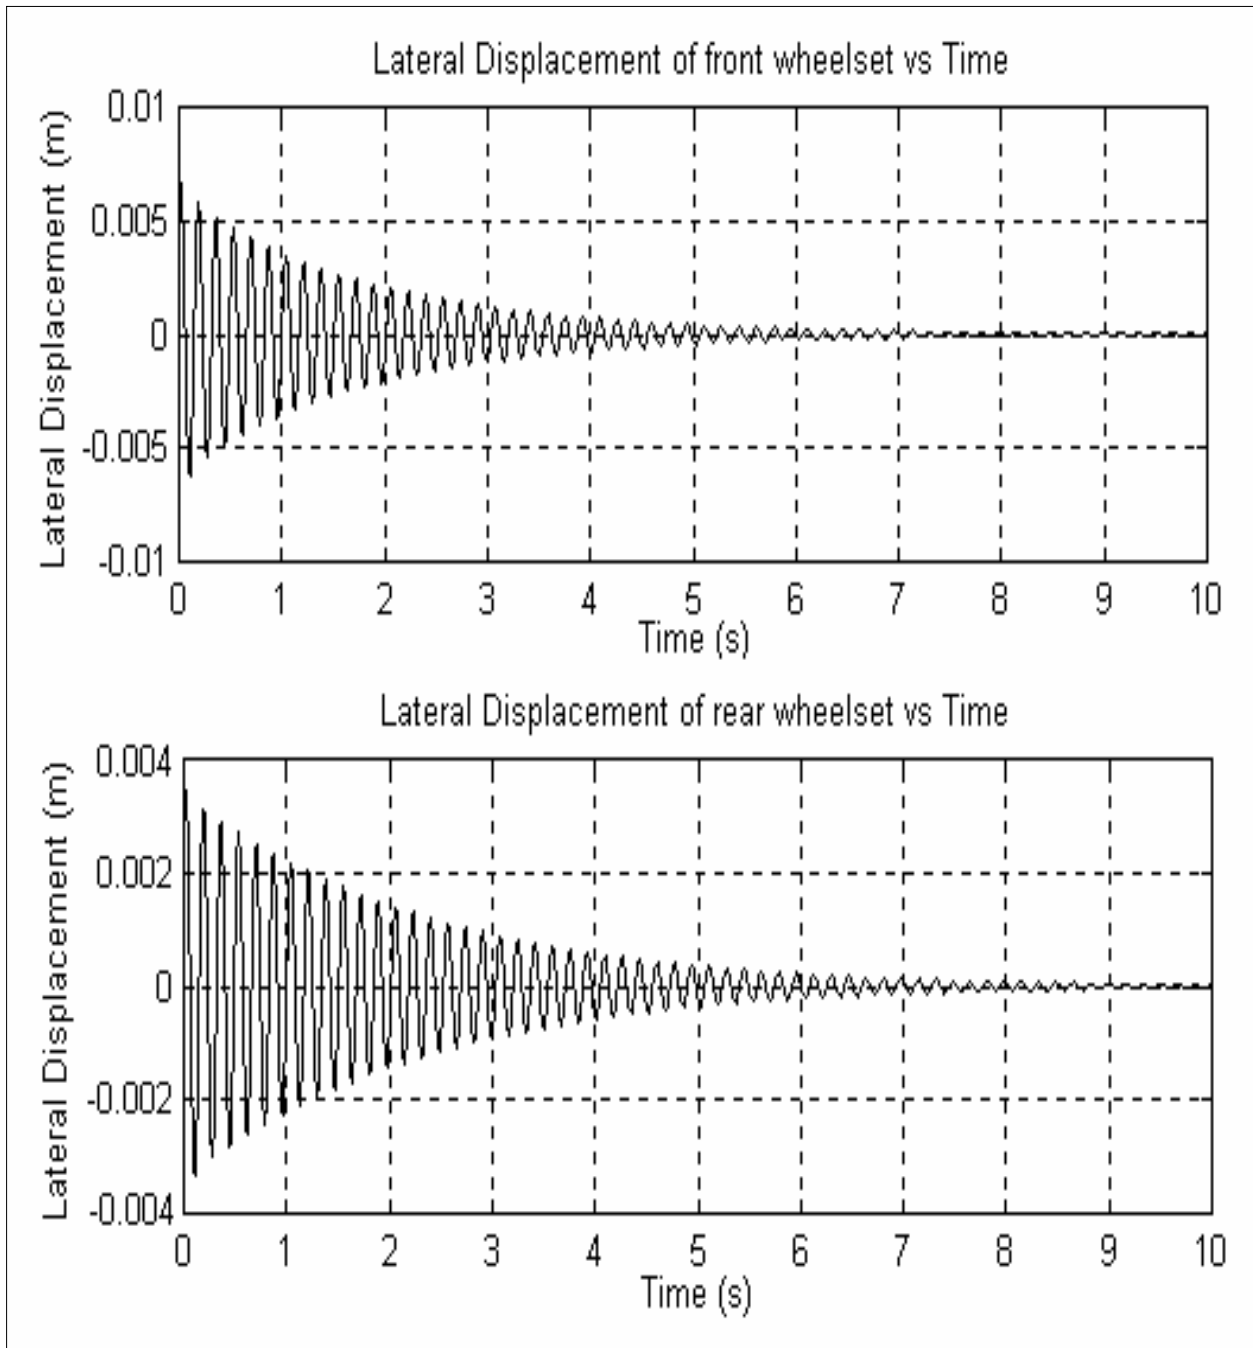 Lateral Displacement of front wheelset vs Time
Lateral Displacement (m)
0.01
0.005
0
-0.005
-0.01
0 1 2 3 4 5 6 7 8 9 10
Time (s)
Lateral Displacement of rear wheelset vs Time
Lateral Displacement (m)
0.004
0.002
0
-0.002
-0.004
0 1 2 3 4 5 6 7 8 9 10
Time (s)